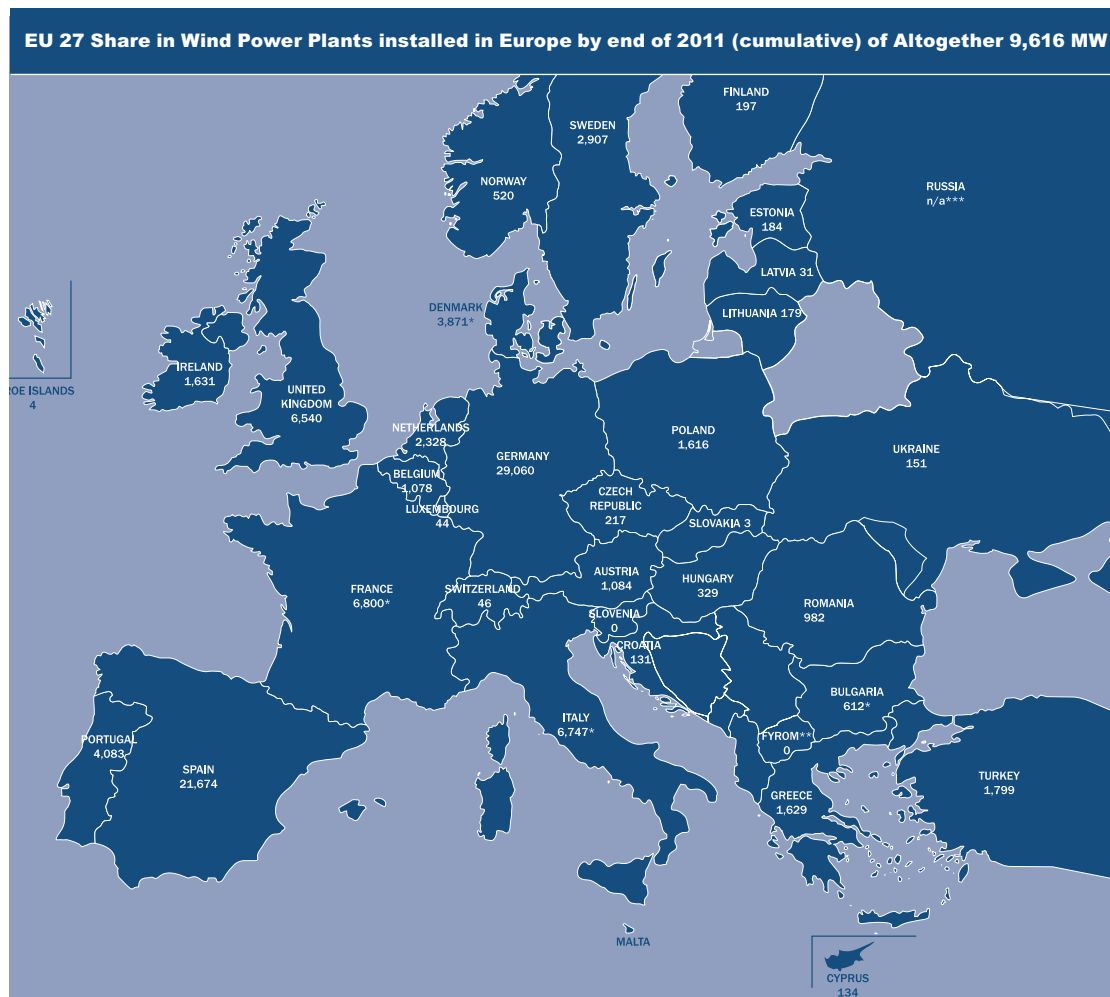 EU 27 Share in Wind Power Plants installed in Europe by end of 2011 (cumulative) of Altogether 9,616 MW
FINLAND
197
SWEDEN
2,907
NORWAY
520
RUSSIA
n/a***
ESTONIA
184
LATVIA 31
LITHUANIA 179
DENMARK
3,871*
ROE ISLANDS
4
IRELAND
1,631
UNITED
KINGDOM
6,540
NETHERLANDS
2,328
BELGIUM
1,078
LUXEMBOURG
44
GERMANY
29,060
POLAND
1,616
UKRAINE
151
CZECH
REPUBLIC
217
SLOVAKIA 3
AUSTRIA
1,084
HUNGARY
329
FRANCE
6,800*
SWITZERLAND
46
SLOVENIA
0
CROATIA
131
ROMANIA
982
BULGARIA
612*
ITALY
6,747*
FYROM**
0
PORTUGAL
4,083
SPAIN
21,674
GREECE
1,629
TURKEY
1,799
MALTA
CYPRUS
134